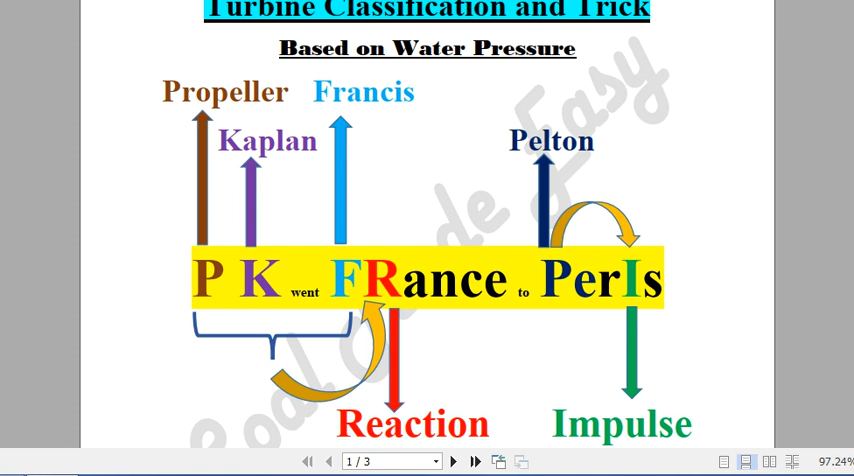 Turbine Classification and Trick
Based on Water Pressure
Propeller Francis
Kaplan Pelton
P K went FRance to PerIs
Reaction Impulse
1 / 3 97.24%